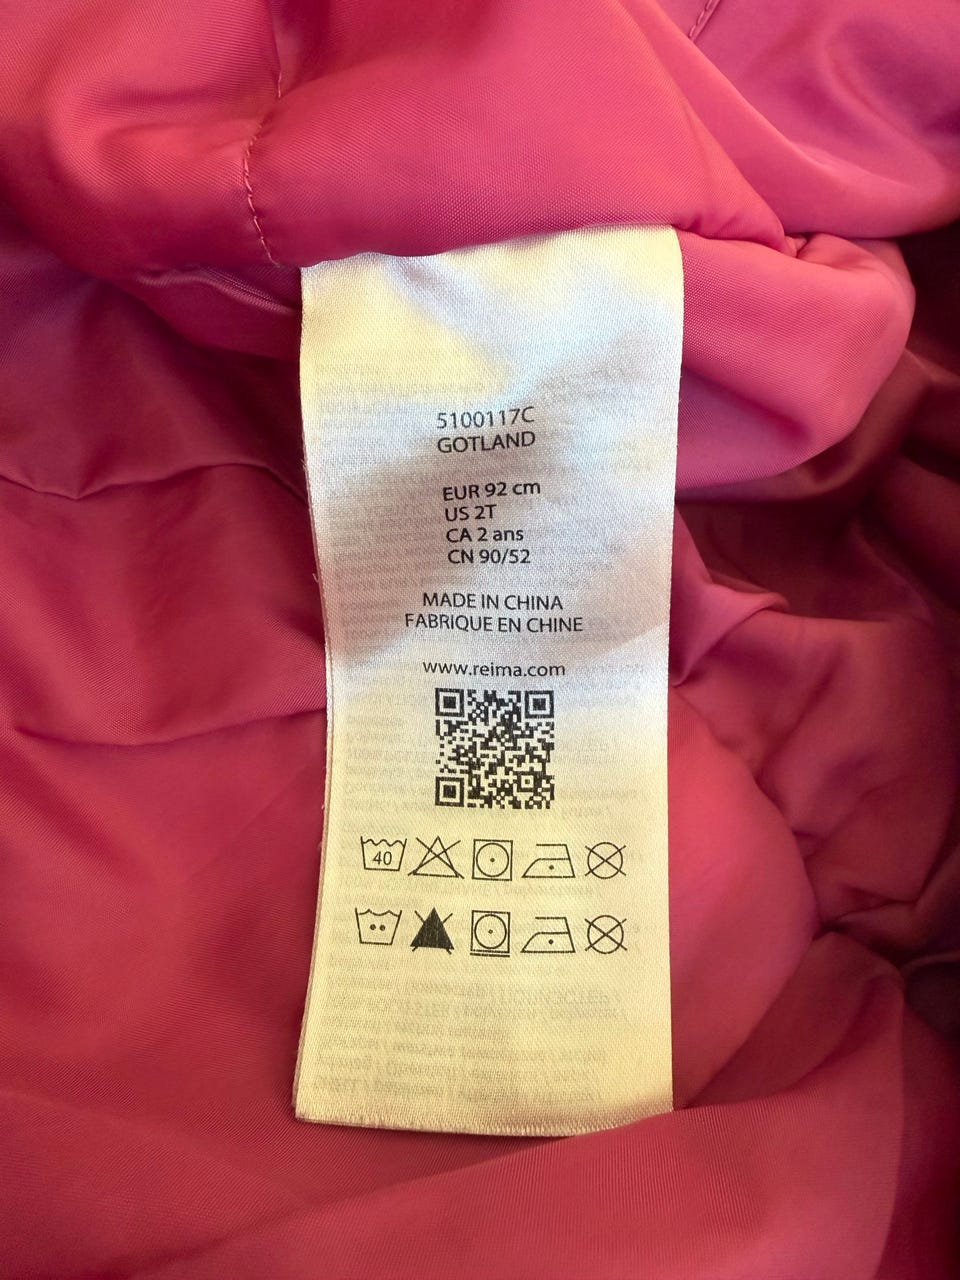 5100117C
GOTLAND
EUR 92 cm
US 2T
CA 2 ans
CN 90/52
MADE IN CHINA
FABRIQUE EN CHINE
www.reima.com
40